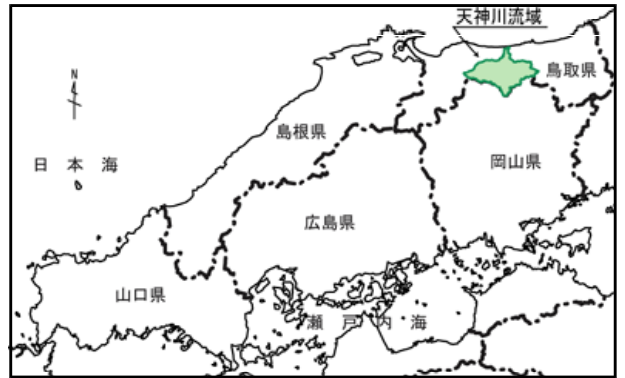 天神川流域
N
鳥取県
島根県
日 本 海
岡山県
広島県
山口県
瀬 戸 内 海